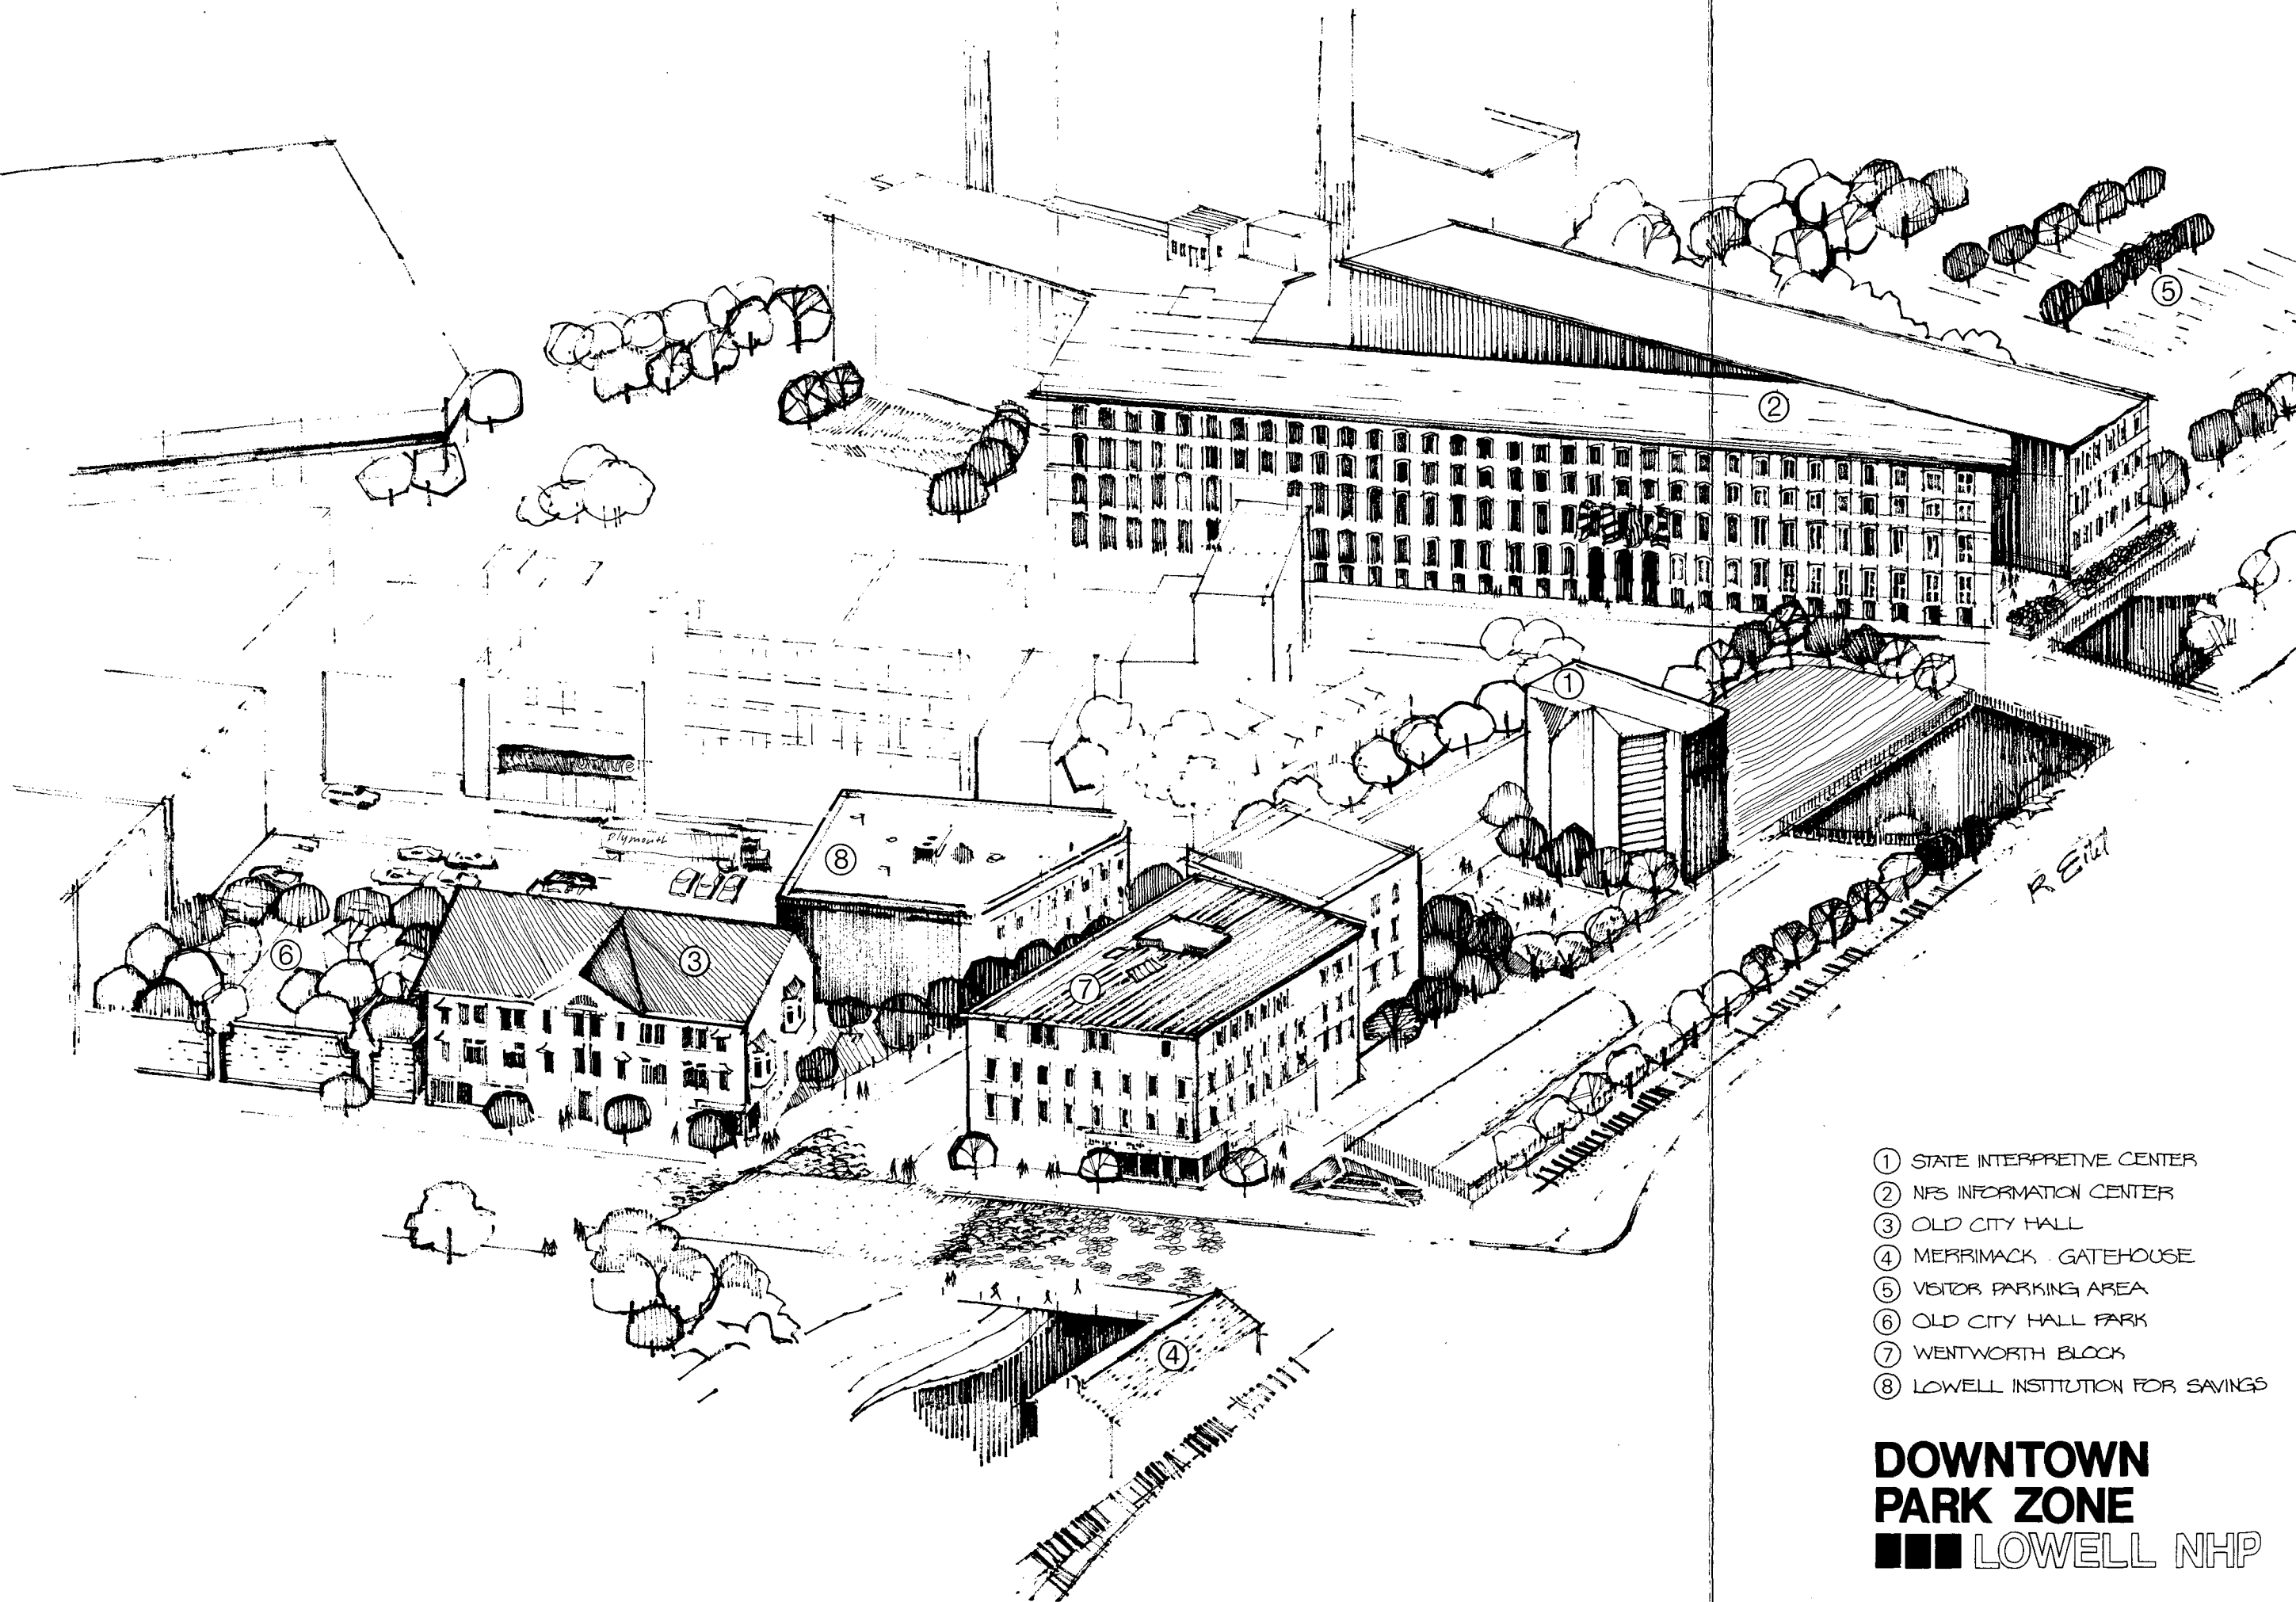 5
2
1
8
Plymouth
R Eihl
3
6
7
4
1 STATE INTERPRETIVE CENTER
2 NPS INFORMATION CENTER
3 OLD CITY HALL
4 MERRIMACK GATEHOUSE
5 VISITOR PARKING AREA
6 OLD CITY HALL PARK
7 WENTWORTH BLOCK
8 LOWELL INSTITUTION FOR SAVINGS
DOWNTOWN
PARK ZONE
LOWELL NHP